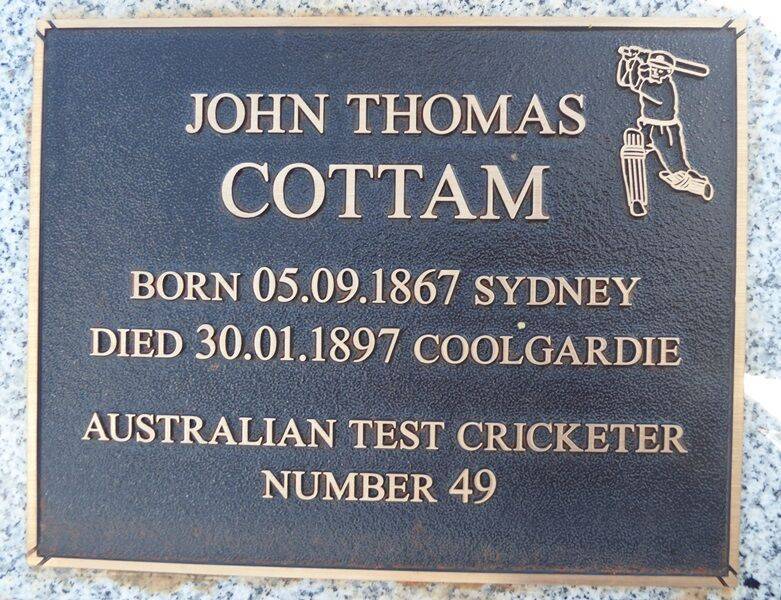 JOHN THOMAS
COTTAM
BORN 05.09.1867 SYDNEY
DIED 30.01.1897 COOLGARDIE
AUSTRALIAN TEST CRICKETER
NUMBER 49